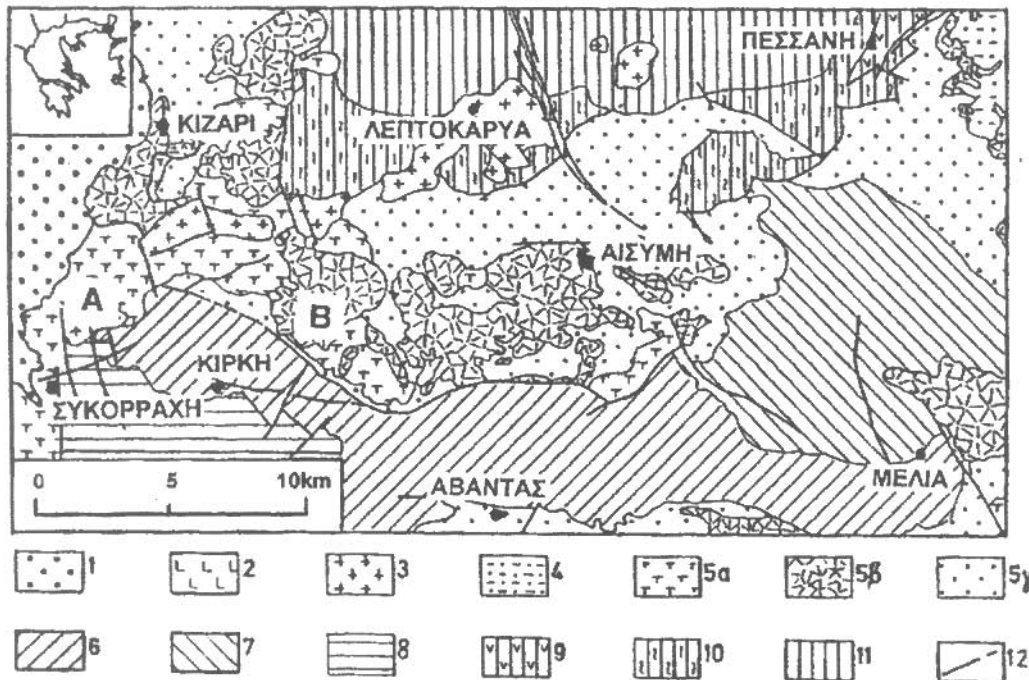 ΠΕΣΣΑΝΗ
ΚΙΖΑΡΙ
ΛΕΠΤΟΚΑΡΥΑ
ΑΙΣΥΜΗ
A
B
ΚΙΡΚΗ
ΣΥΚΟΡΡΑΧΗ
0 5 10km
ΑΒΑΝΤΑΣ
ΜΕΛΙΑ
1 2 3 4 5α 5β 5γ
6 7 8 9 10 11 12